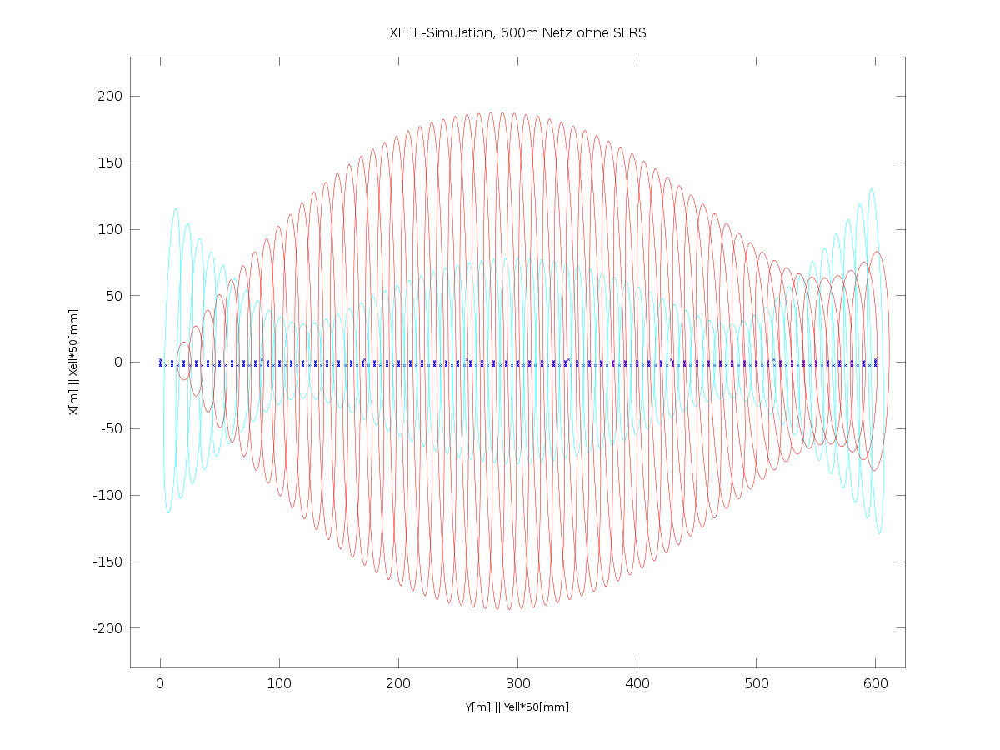 XFEL-Simulation, 600m Netz ohne SLRS
200
150
100
50
0
-50
-100
-150
-200
X[m] || Xell*50[mm]
0 100 200 300 400 500 600
Y[m] || Yell*50[mm]